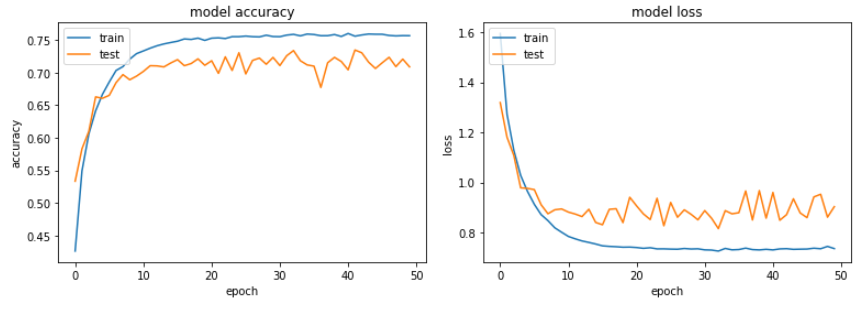 model accuracy
train
test
0.75
0.70
0.65
0.60
0.55
0.50
0.45
accuracy
0 10 20 30 40 50
epoch
model loss
train
test
1.6
1.4
1.2
1.0
0.8
loss
0 10 20 30 40 50
epoch